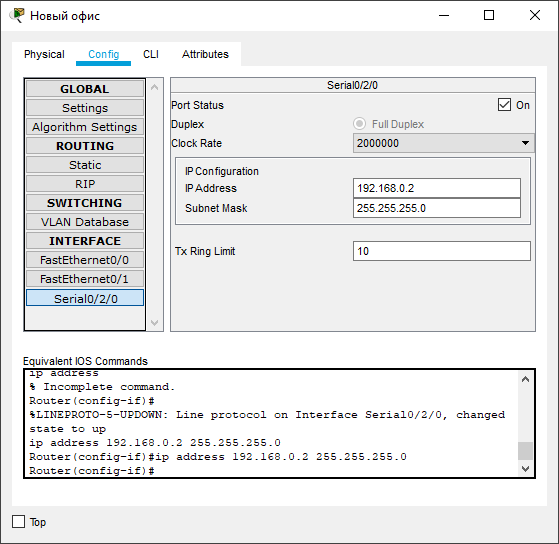 Новый офис
Physical Config CLI Attributes
GLOBAL
Settings
Algorithm Settings
ROUTING
Static
RIP
SWITCHING
VLAN Database
INTERFACE
FastEthernet0/0
FastEthernet0/1
Serial0/2/0
Serial0/2/0
Port Status On
Duplex Full Duplex
Clock Rate 2000000
IP Configuration
IP Address 192.168.0.2
Subnet Mask 255.255.255.0
Tx Ring Limit 10
Equivalent IOS Commands
ip address
% Incomplete command.
Router(config-if)#
%LINEPROTO-5-UPDOWN: Line protocol on Interface Serial0/2/0, changed
state to up
ip address 192.168.0.2 255.255.255.0
Router(config-if)#ip address 192.168.0.2 255.255.255.0
Router(config-if)#
Top